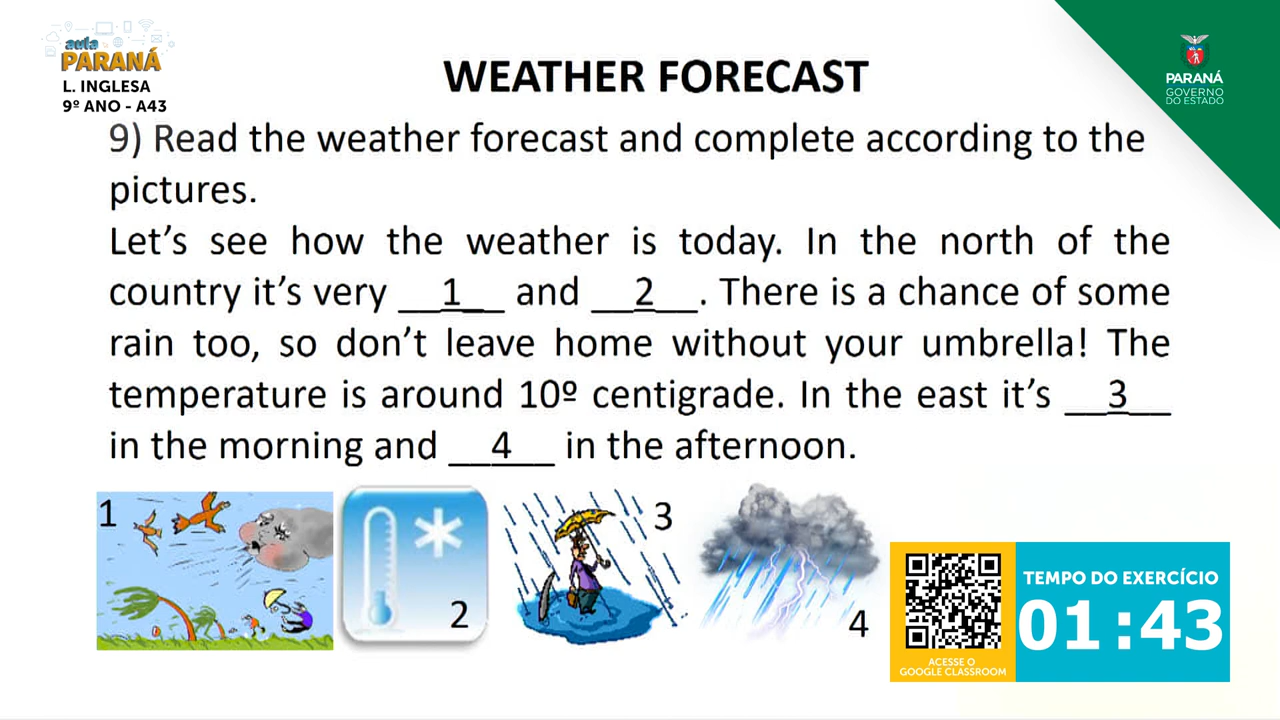 aula
PARANÁ
L. INGLESA
9º ANO - A43
PARANÁ
GOVERNO
DO ESTADO
WEATHER FORECAST
9) Read the weather forecast and complete according to the
pictures.
Let's see how the weather is today. In the north of the
country it's very __1__ and __2__. There is a chance of some
rain too, so don't leave home without your umbrella! The
temperature is around 10º centigrade. In the east it's __3__
in the morning and __4__ in the afternoon.
1
2
3
4
ACESSE O
GOOGLE CLASSROOM
TEMPO DO EXERCÍCIO
01:43